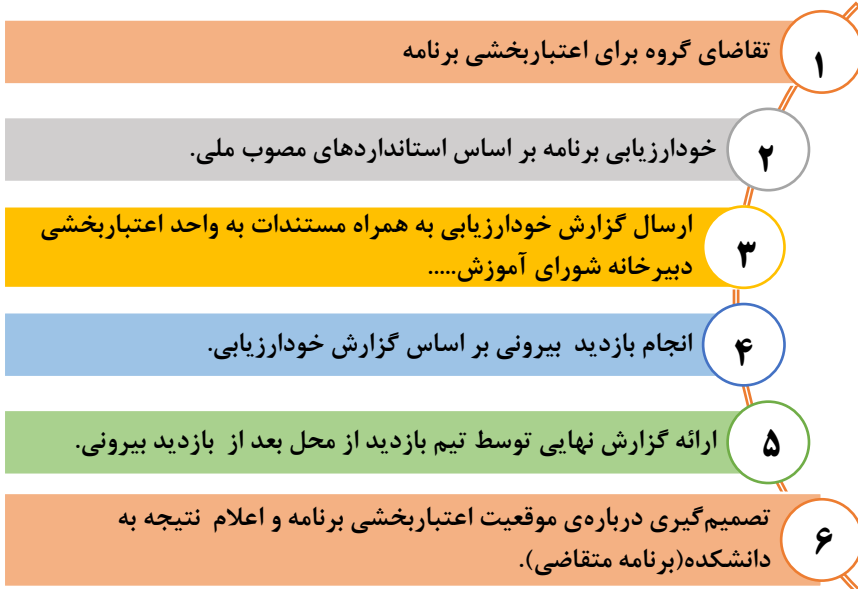 ۱
تقاضای گروه برای اعتباربخشی برنامه
۲
خودارزیابی برنامه بر اساس استانداردهای مصوب ملی.
۳
ارسال گزارش خودارزیابی به همراه مستندات به واحد اعتباربخشی
دبیرخانه شورای آموزش.....
۴
انجام بازدید بیرونی بر اساس گزارش خودارزیابی.
۵
ارائه گزارش نهایی توسط تیم بازدید از محل بعد از بازدید بیرونی.
۶
تصمیم‌گیری درباره‌ی موقعیت اعتباربخشی برنامه و اعلام نتیجه به
دانشکده(برنامه متقاضی).